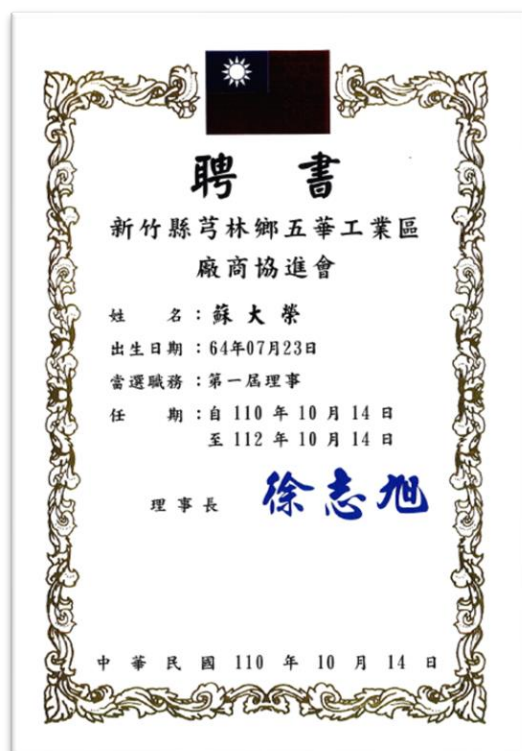 聘書
新竹縣芎林鄉五華工業區
廠商協進會
姓名：蘇大榮
出生日期：64年07月23日
當選職務：第一屆理事
任期：自 110 年 10 月 14 日
至 112 年 10 月 14 日
理事長 徐志旭
中華民國 110 年 10 月 14 日